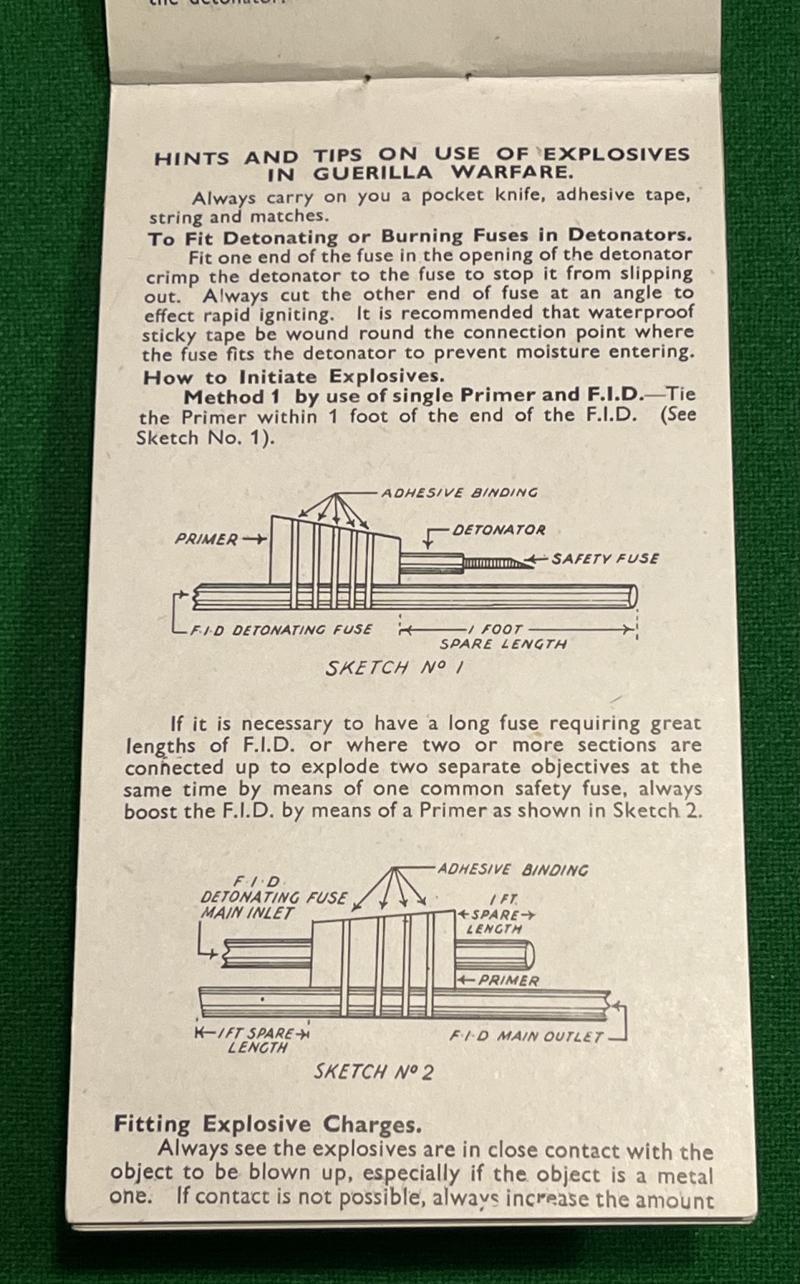 the detonator.
HINTS AND TIPS ON USE OF EXPLOSIVES
IN GUERILLA WARFARE.
Always carry on you a pocket knife, adhesive tape,
string and matches.
To Fit Detonating or Burning Fuses in Detonators.
Fit one end of the fuse in the opening of the detonator
crimp the detonator to the fuse to stop it from slipping
out. Always cut the other end of fuse at an angle to
effect rapid igniting. It is recommended that waterproof
sticky tape be wound round the connection point where
the fuse fits the detonator to prevent moisture entering.
How to Initiate Explosives.
Method 1 by use of single Primer and F.I.D.—Tie
the Primer within 1 foot of the end of the F.I.D. (See
Sketch No. 1).
ADHESIVE BINDING
PRIMER
DETONATOR
SAFETY FUSE
F·I·D DETONATING FUSE
1 FOOT
SPARE LENGTH
SKETCH Nº 1
If it is necessary to have a long fuse requiring great
lengths of F.I.D. or where two or more sections are
connected up to explode two separate objectives at the
same time by means of one common safety fuse, always
boost the F.I.D. by means of a Primer as shown in Sketch 2.
ADHESIVE BINDING
F·I·D
DETONATING FUSE
MAIN INLET
1 FT.
SPARE
LENGTH
PRIMER
1 FT SPARE
LENGTH
F·I·D MAIN OUTLET
SKETCH Nº 2
Fitting Explosive Charges.
Always see the explosives are in close contact with the
object to be blown up, especially if the object is a metal
one. If contact is not possible, always increase the amount